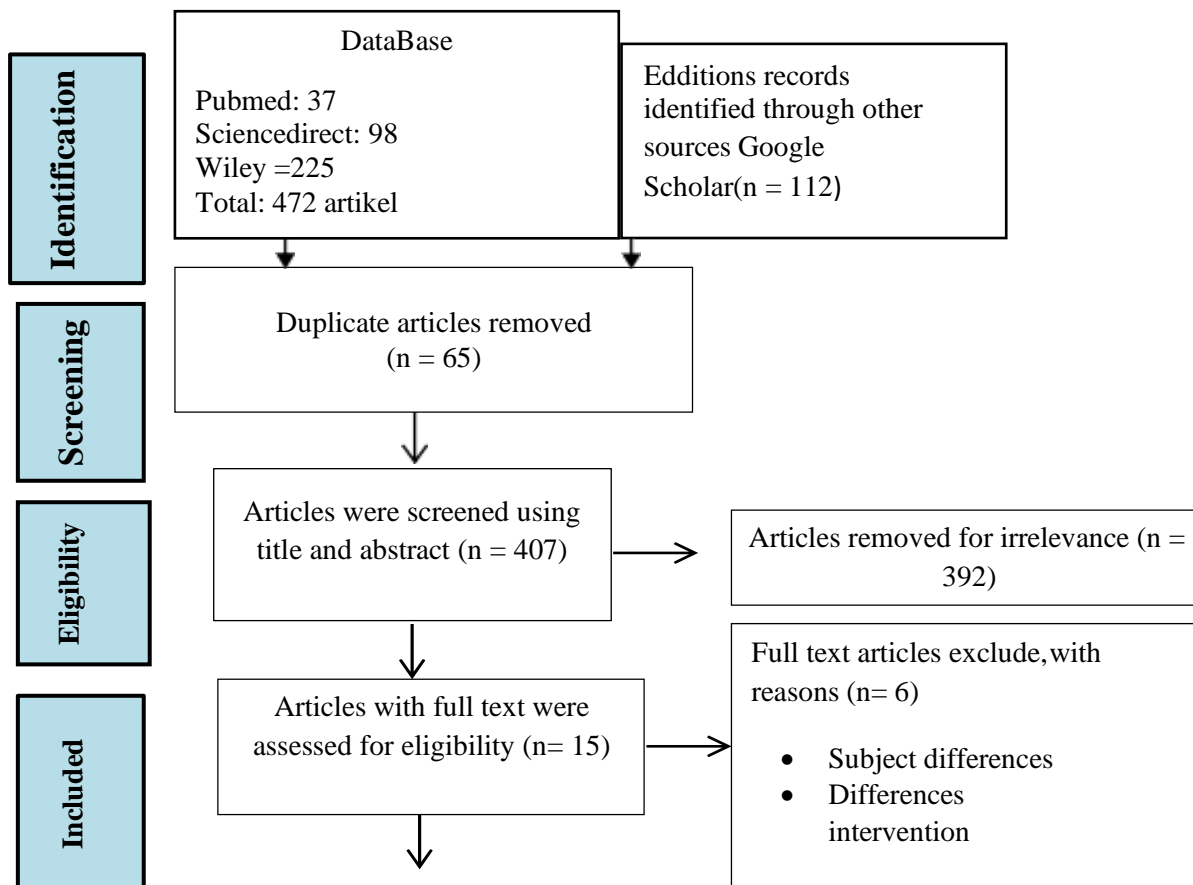 Identification
DataBase
Pubmed: 37
Sciencedirect: 98
Wiley =225
Total: 472 artikel
Edditions records
identified through other
sources Google
Scholar(n = 112)
Screening
Duplicate articles removed
(n = 65)
Eligibility
Articles were screened using
title and abstract (n = 407)
Articles removed for irrelevance (n =
392)
Included
Articles with full text were
assessed for eligibility (n= 15)
Full text articles exclude,with
reasons (n= 6)
• Subject differences
• Differences
intervention